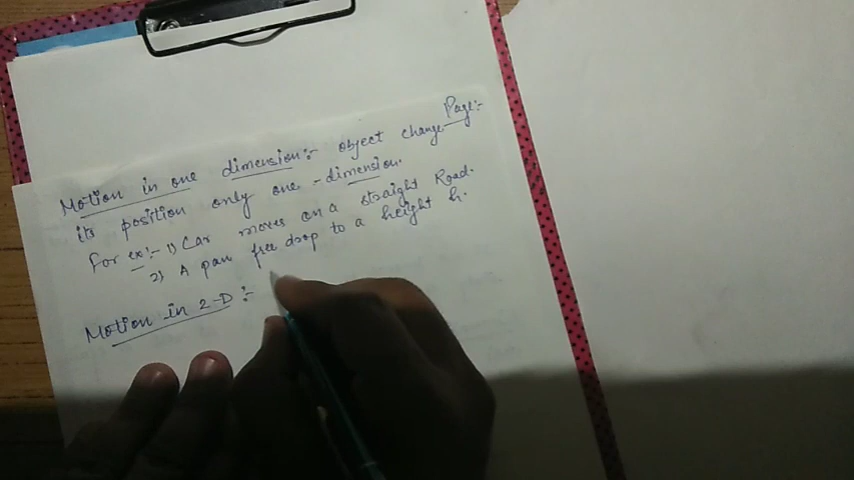 Page:-
Motion in one dimension:- object change
its position only one - dimension.
for ex:- 1) Car moves on a straight Road.
2) A pan free drop to a height h.
Motion in 2-D:-